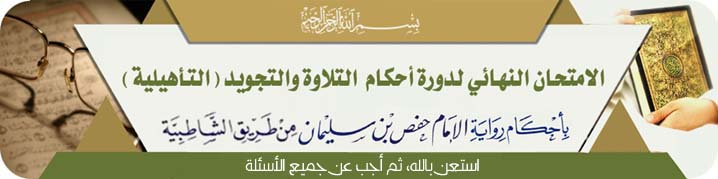 بسم الله الرحمن الرحيم
الامتحان النهائي لدورة أحكام التلاوة والتجويد ( التأهيلية )
بأحكام رواية الإمام حفص بن سليمان من طريق الشاطبية
استعن بالله، ثم أجب عن جميع الأسئلة